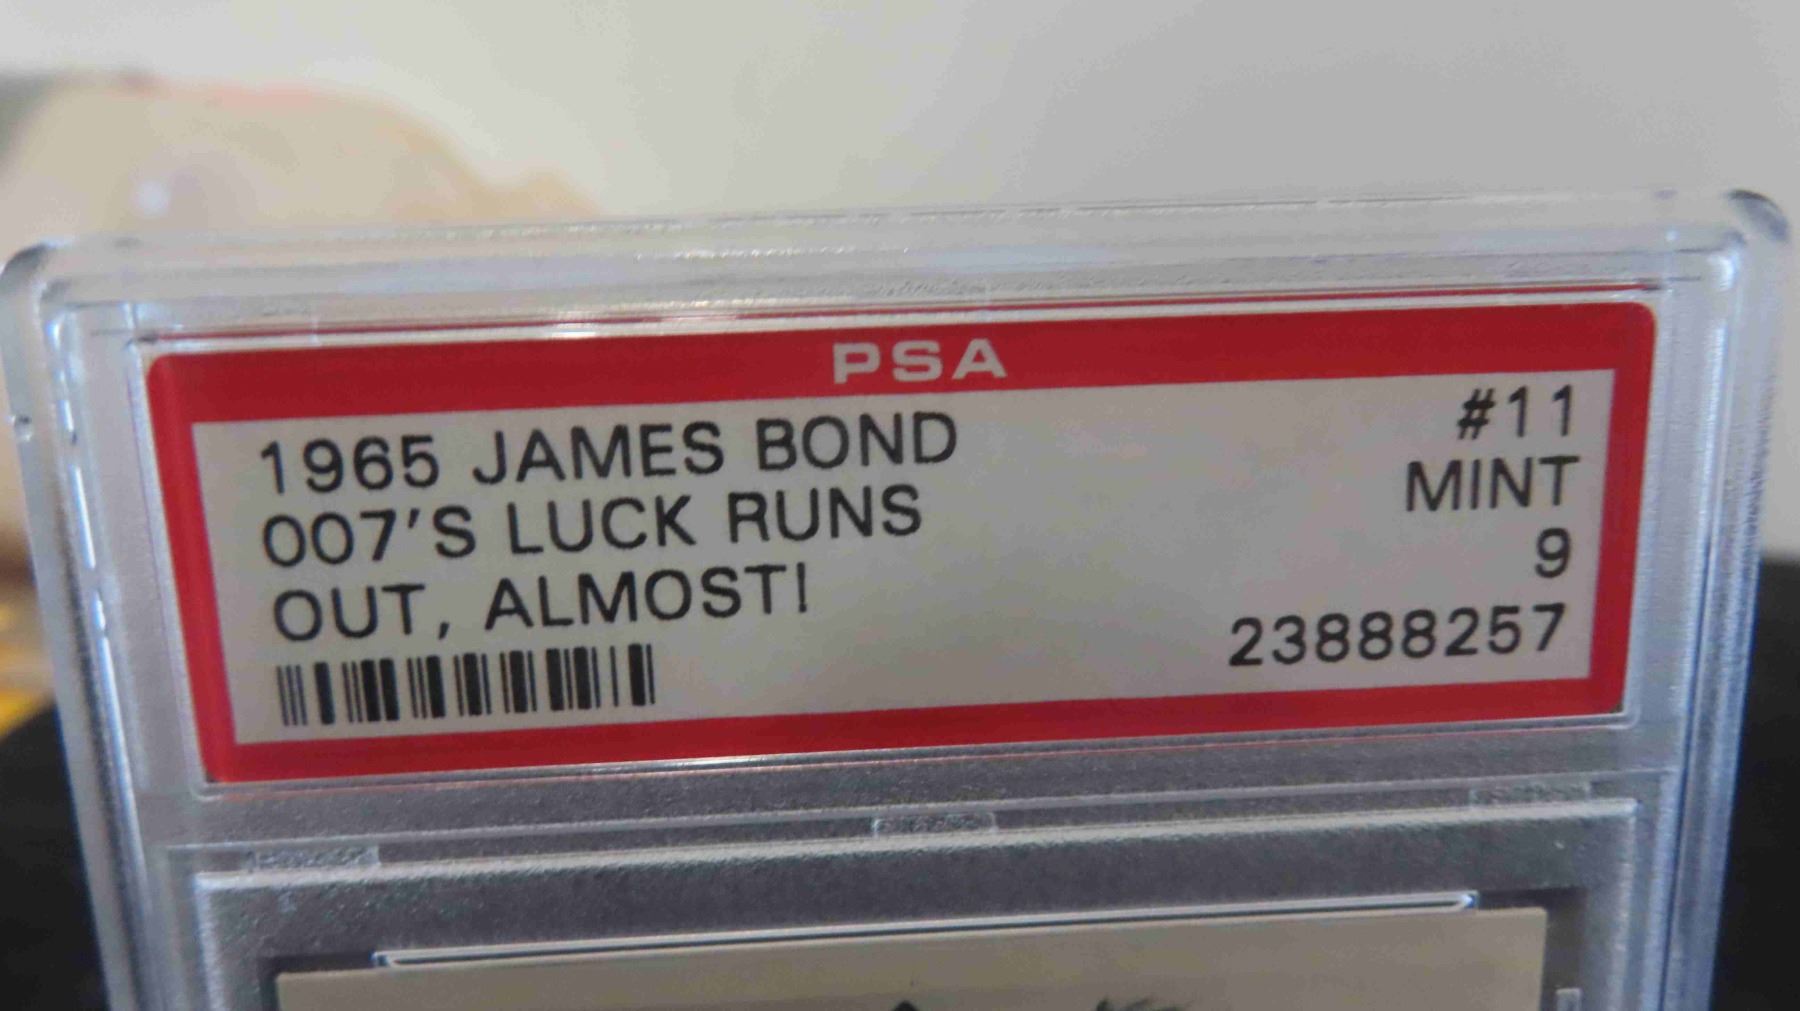 PSA
1965 JAMES BOND #11
007'S LUCK RUNS MINT
OUT, ALMOST! 9
23888257